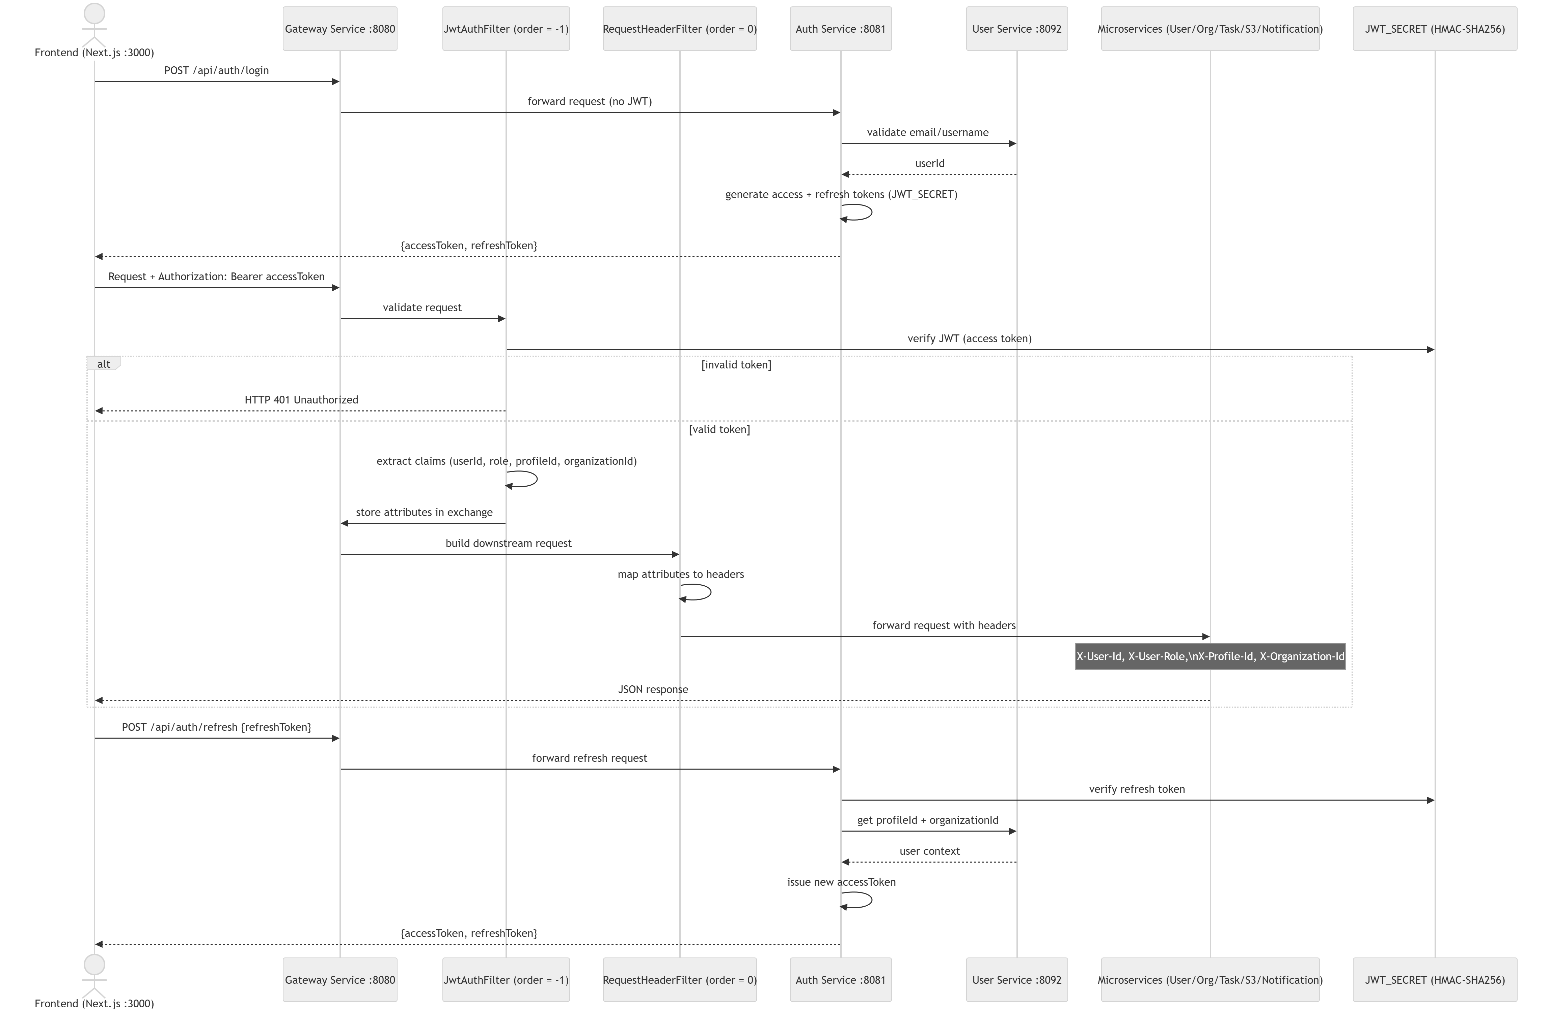 Frontend (Next.js :3000)
Gateway Service :8080
JwtAuthFilter (order = -1)
RequestHeaderFilter (order = 0)
Auth Service :8081
User Service :8092
Microservices (User/Org/Task/S3/Notification)
JWT_SECRET (HMAC-SHA256)
POST /api/auth/login
forward request (no JWT)
validate email/username
userId
generate access + refresh tokens (JWT_SECRET)
{accessToken, refreshToken}
Request + Authorization: Bearer accessToken
validate request
verify JWT (access token)
alt
[invalid token]
HTTP 401 Unauthorized
[valid token]
extract claims (userId, role, profileId, organizationId)
store attributes in exchange
build downstream request
map attributes to headers
forward request with headers
X-User-Id, X-User-Role,\nX-Profile-Id, X-Organization-Id
JSON response
POST /api/auth/refresh {refreshToken}
forward refresh request
verify refresh token
get profileId + organizationId
user context
issue new accessToken
{accessToken, refreshToken}
Frontend (Next.js :3000)
Gateway Service :8080
JwtAuthFilter (order = -1)
RequestHeaderFilter (order = 0)
Auth Service :8081
User Service :8092
Microservices (User/Org/Task/S3/Notification)
JWT_SECRET (HMAC-SHA256)